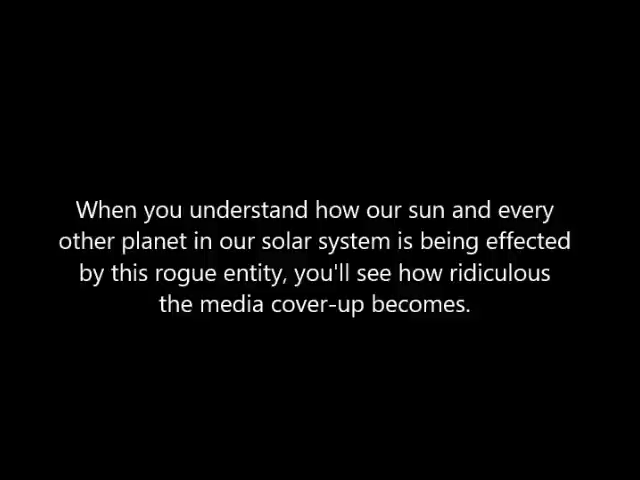 When you understand how our sun and every
other planet in our solar system is being effected
by this rogue entity, you'll see how ridiculous
the media cover-up becomes.